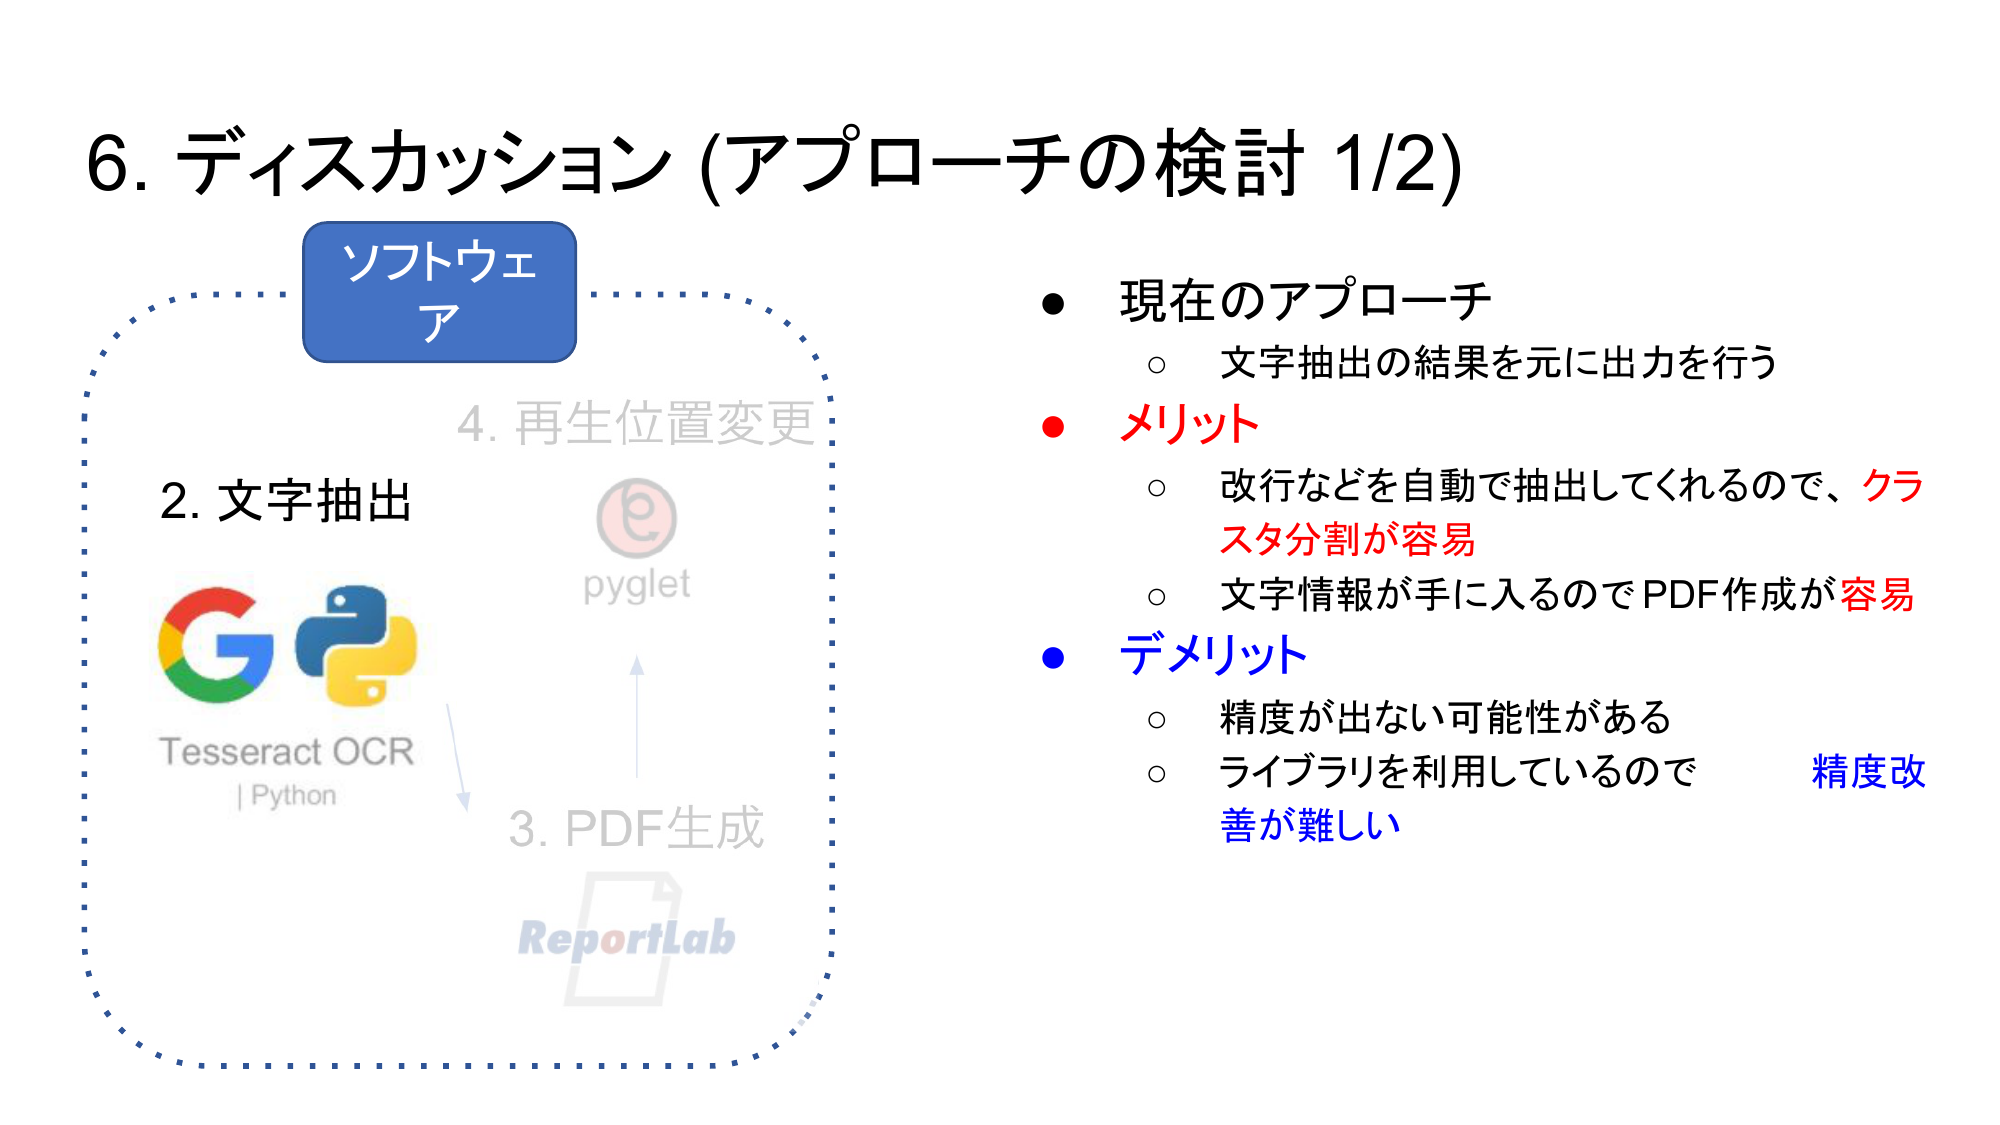 6. ディスカッション (アプローチの検討 1/2)
ソフトウェ
ア
4. 再生位置変更
2. 文字抽出
pyglet
Tesseract OCR
| Python
3. PDF生成
ReportLab
● 現在のアプローチ
○ 文字抽出の結果を元に出力を行う
● メリット
○ 改行などを自動で抽出してくれるので、クラ
スタ分割が容易
○ 文字情報が手に入るのでPDF作成が容易
● デメリット
○ 精度が出ない可能性がある
○ ライブラリを利用しているので 精度改
善が難しい